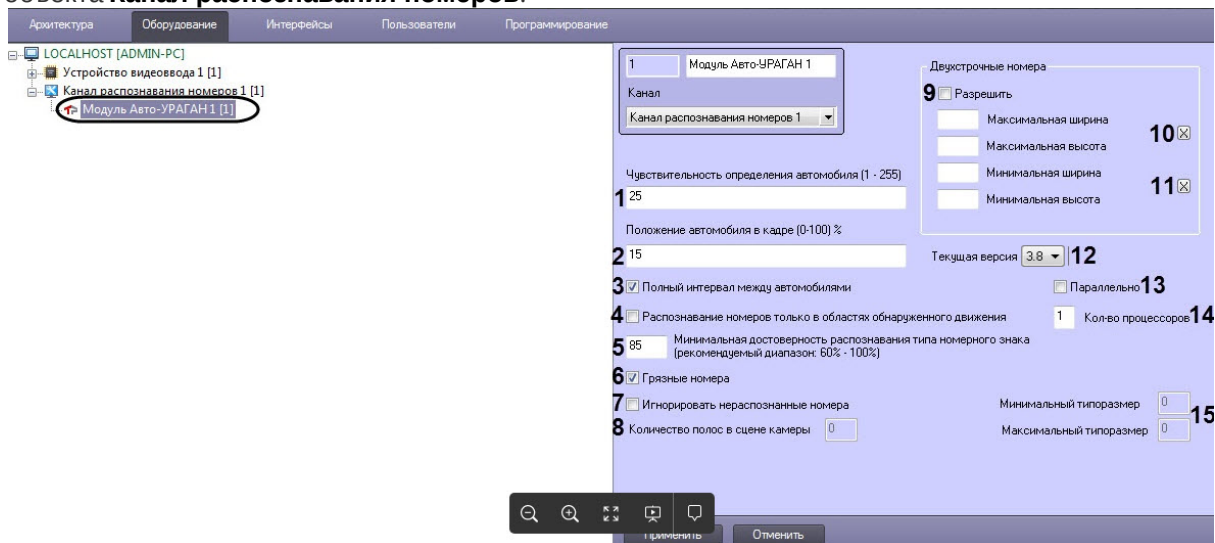 объекта Канал распознавания номеров.
Архитектура Оборудование Интерфейсы Пользователи Программирование
LOCALHOST [ADMIN-PC]
Устройство видеоввода 1 [1]
Канал распознавания номеров 1 [1]
Модуль Авто-УРАГАН 1 [1]
1 Модуль Авто-УРАГАН 1
Канал
Канал распознавания номеров 1
Двухстрочные номера
9 Разрешить
Максимальная ширина
10
Максимальная высота
Минимальная ширина
11
Минимальная высота
Чувствительность определения автомобиля (1 - 255)
1 25
Положение автомобиля в кадре (0-100) %
2 15
Текущая версия 3.8 12
3 Полный интервал между автомобилями
Параллельно 13
4 Распознавание номеров только в областях обнаруженного движения
1 Кол-во процессоров 14
5 85 Минимальная достоверность распознавания типа номерного знака
(рекомендуемый диапазон: 60% - 100%)
6 Грязные номера
7 Игнорировать нераспознанные номера
Минимальный типоразмер 0
15
8 Количество полос в сцене камеры 0
Максимальный типоразмер 0
Применить Отменить